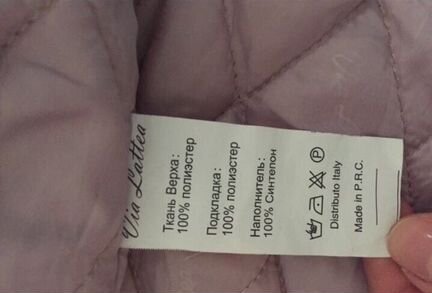 Via Lattea
Ткань Верха:
100% полиэстер
Подкладка:
100% полиэстер
Наполнитель:
100% Синтепон
P
Distributo Italy
Made in P.R.C.